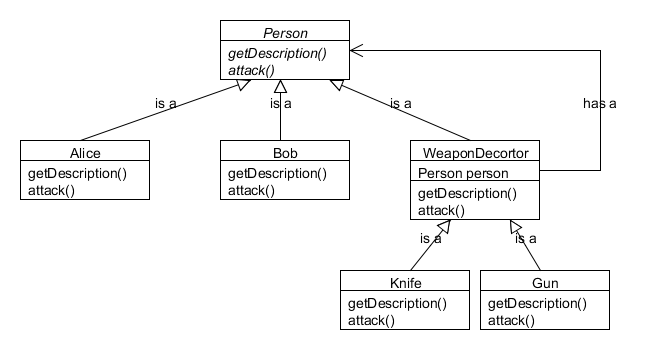 Person
getDescription()
attack()
is a
is a
is a
has a
Alice
getDescription()
attack()
Bob
getDescription()
attack()
WeaponDecortor
Person person
getDescription()
attack()
is a
is a
Knife
getDescription()
attack()
Gun
getDescription()
attack()